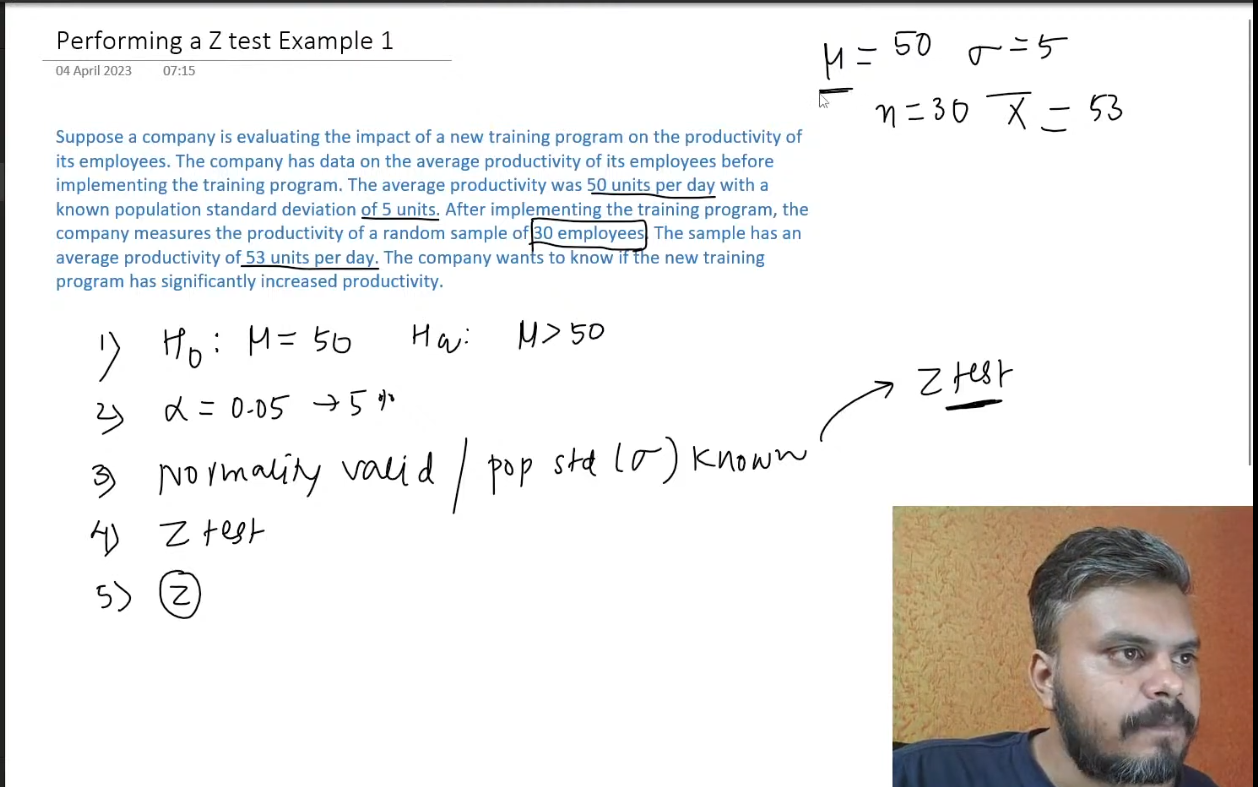 Performing a Z test Example 1
04 April 2023 07:15
μ = 50 σ = 5
n = 30 X̄ = 53
Suppose a company is evaluating the impact of a new training program on the productivity of
its employees. The company has data on the average productivity of its employees before
implementing the training program. The average productivity was 50 units per day with a
known population standard deviation of 5 units. After implementing the training program, the
company measures the productivity of a random sample of 30 employees. The sample has an
average productivity of 53 units per day. The company wants to know if the new training
program has significantly increased productivity.
1) H₀: μ = 50 Hₐ: μ > 50
2) α = 0.05 → 5%
Z test
3) Normality valid / pop std (σ) known
4) Z test
5) Z